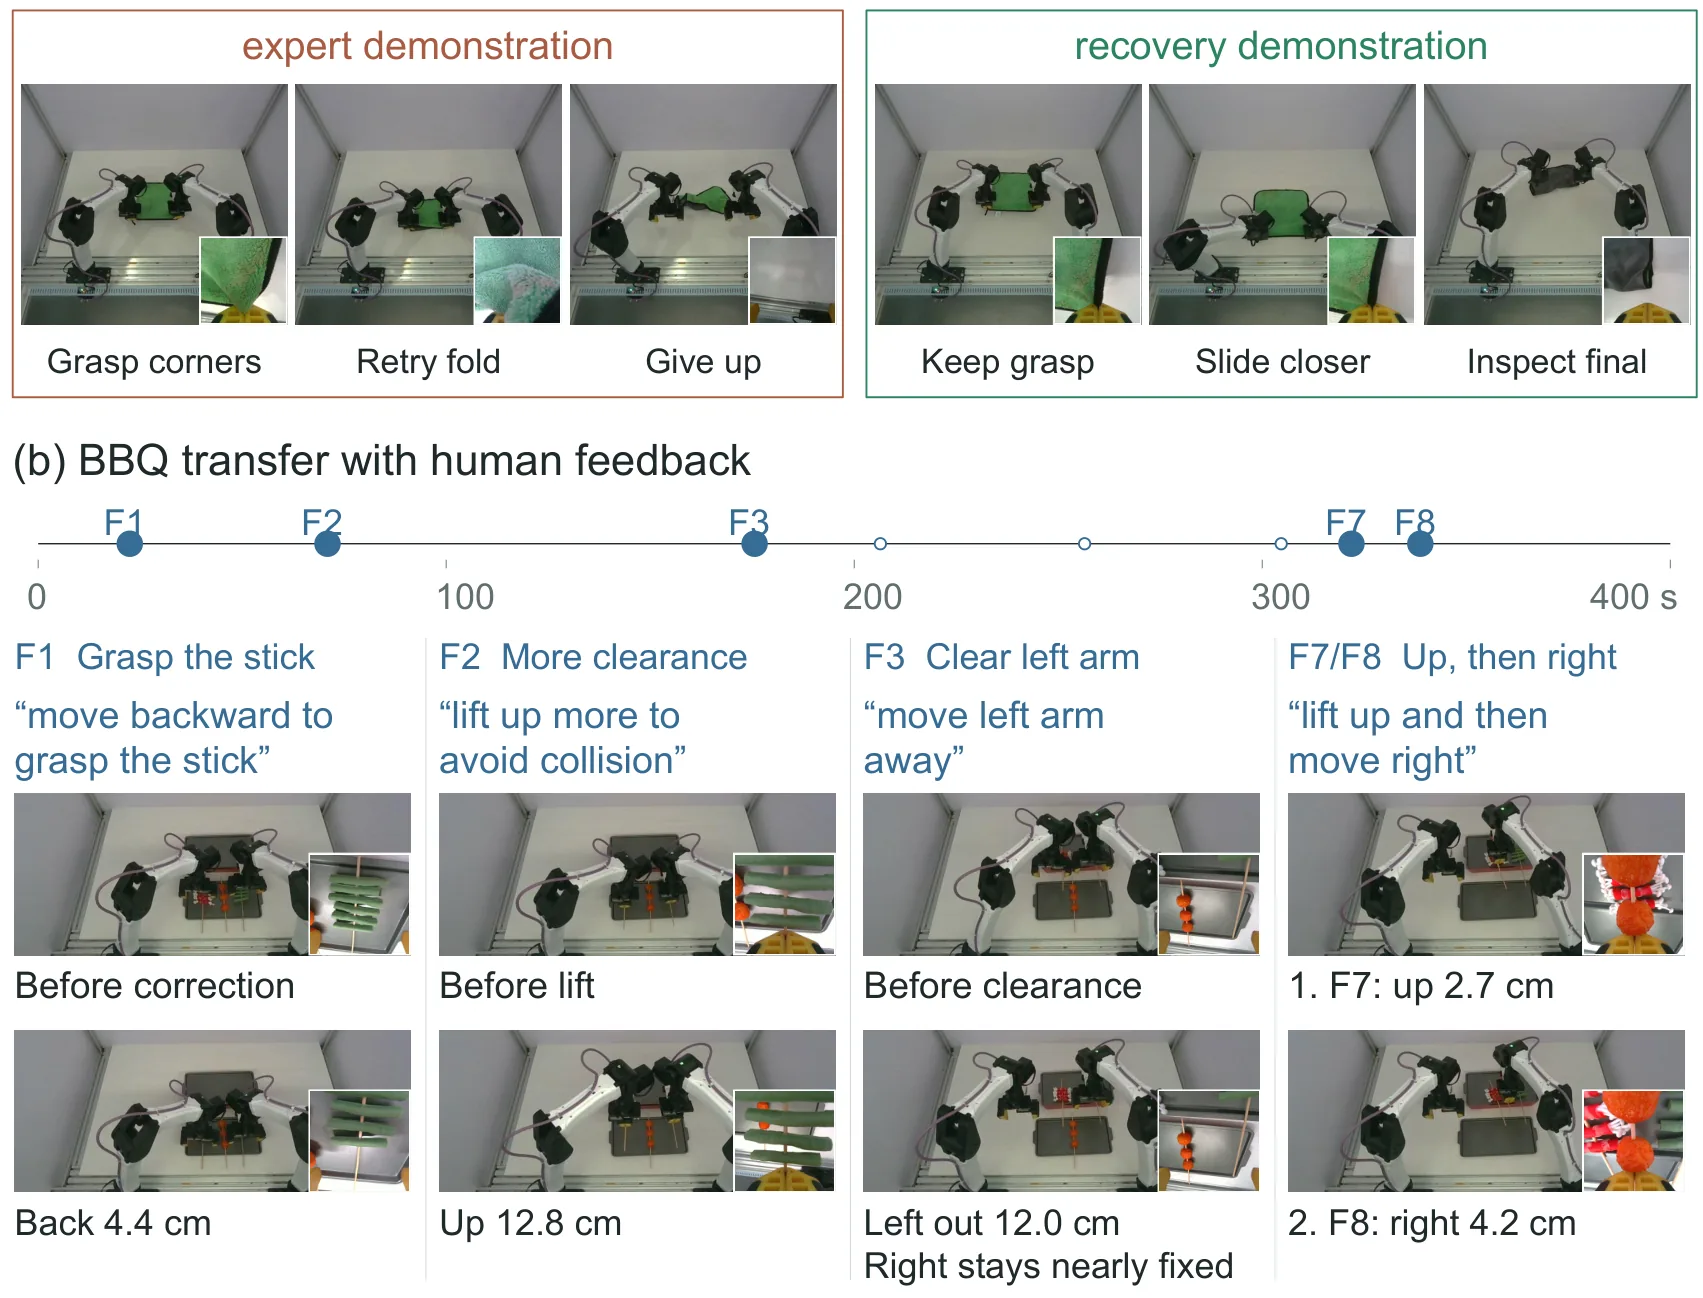 expert demonstration
recovery demonstration
Grasp corners
Retry fold
Give up
Keep grasp
Slide closer
Inspect final
(b) BBQ transfer with human feedback
F1
F2
F3
F7
F8
0
100
200
300
400 s
F1 Grasp the stick
“move backward to
grasp the stick”
Before correction
Back 4.4 cm
F2 More clearance
“lift up more to
avoid collision”
Before lift
Up 12.8 cm
F3 Clear left arm
“move left arm
away”
Before clearance
Left out 12.0 cm
Right stays nearly fixed
F7/F8 Up, then right
“lift up and then
move right”
1. F7: up 2.7 cm
2. F8: right 4.2 cm